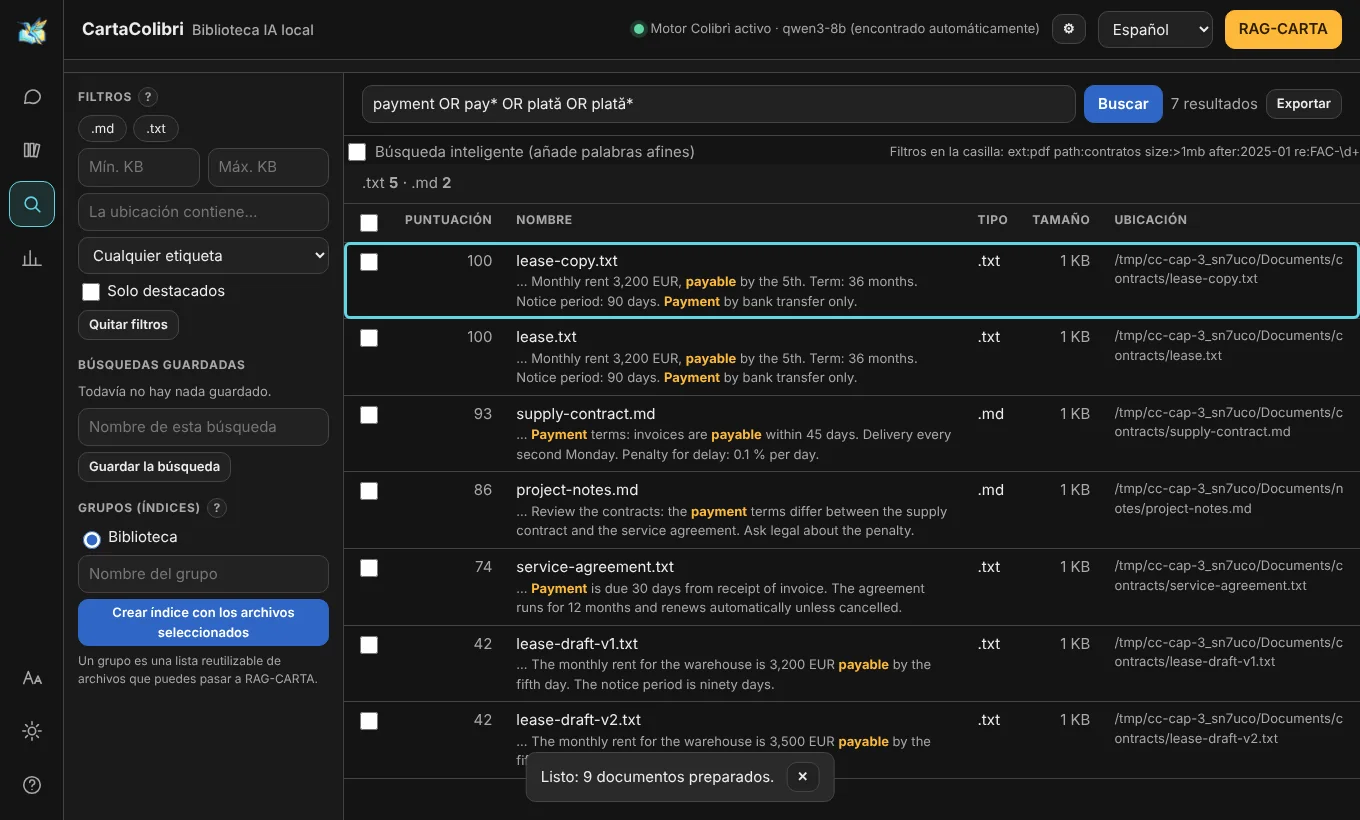 CartaColibri Biblioteca IA local
Motor Colibrì activo · qwen3-8b (encontrado automáticamente)
Español
RAG-CARTA
FILTROS ?
.md .txt
Mín. KB Máx. KB
La ubicación contiene...
Cualquier etiqueta
Solo destacados
Quitar filtros
BÚSQUEDAS GUARDADAS
Todavía no hay nada guardado.
Nombre de esta búsqueda
Guardar la búsqueda
GRUPOS (ÍNDICES) ?
Biblioteca
Nombre del grupo
Crear índice con los archivos
seleccionados
Un grupo es una lista reutilizable de
archivos que puedes pasar a RAG-CARTA.
payment OR pay* OR plată OR plată*
Buscar
7 resultados
Exportar
Búsqueda inteligente (añade palabras afines)
Filtros en la casilla: ext:pdf path:contratos size:>1mb after:2025-01 re:FAC-\d+
.txt 5 · .md 2
PUNTUACIÓN NOMBRE TIPO TAMAÑO UBICACIÓN
100 lease-copy.txt .txt 1 KB /tmp/cc-cap-3_sn7uco/Documents/c
ontracts/lease-copy.txt
... Monthly rent 3,200 EUR, payable by the 5th. Term: 36 months.
Notice period: 90 days. Payment by bank transfer only.
100 lease.txt .txt 1 KB /tmp/cc-cap-3_sn7uco/Documents/c
ontracts/lease.txt
... Monthly rent 3,200 EUR, payable by the 5th. Term: 36 months.
Notice period: 90 days. Payment by bank transfer only.
93 supply-contract.md .md 1 KB /tmp/cc-cap-3_sn7uco/Documents/c
ontracts/supply-contract.md
... Payment terms: invoices are payable within 45 days. Delivery every
second Monday. Penalty for delay: 0.1 % per day.
86 project-notes.md .md 1 KB /tmp/cc-cap-3_sn7uco/Documents/n
otes/project-notes.md
... Review the contracts: the payment terms differ between the supply
contract and the service agreement. Ask legal about the penalty.
74 service-agreement.txt .txt 1 KB /tmp/cc-cap-3_sn7uco/Documents/c
ontracts/service-agreement.txt
... Payment is due 30 days from receipt of invoice. The agreement
runs for 12 months and renews automatically unless cancelled.
42 lease-draft-v1.txt .txt 1 KB /tmp/cc-cap-3_sn7uco/Documents/c
ontracts/lease-draft-v1.txt
... The monthly rent for the warehouse is 3,200 EUR payable by the
fifth day. The notice period is ninety days.
42 lease-draft-v2.txt .txt 1 KB /tmp/cc-cap-3_sn7uco/Documents/c
ontracts/lease-draft-v2.txt
... The monthly rent for the warehouse is 3,500 EUR payable by the
Listo: 9 documentos preparados. ×
AA
?